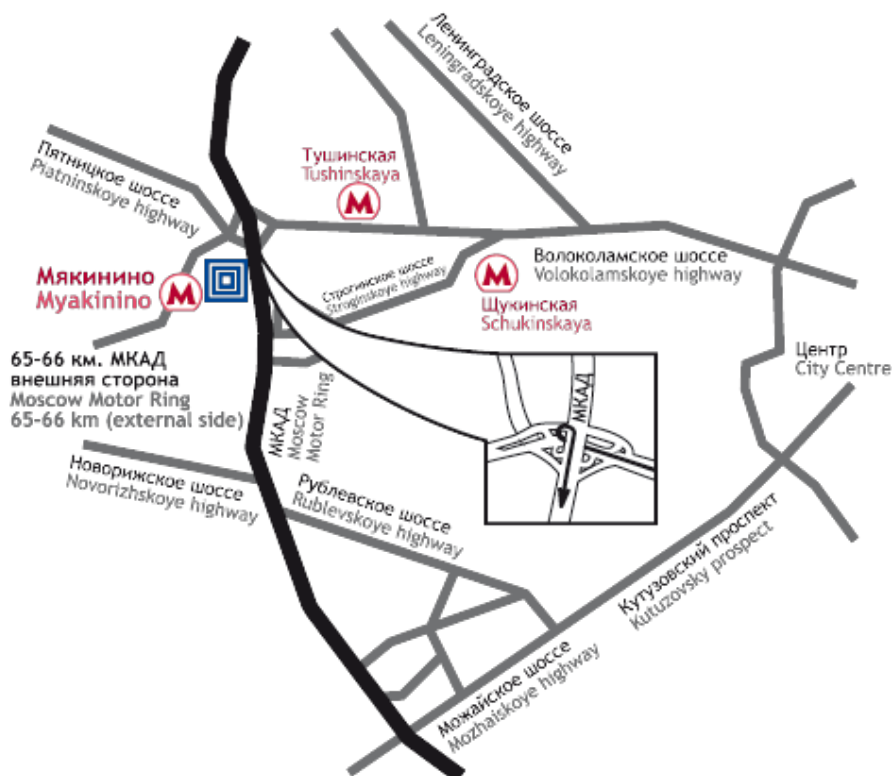 Ленинградское шоссе
Leningradskoye highway
Пятницкое шоссе
Piatninskoye highway
Тушинская
Tushinskaya
М
Мякинино
Myakinino
М
Строгинское шоссе
Stroginskoye highway
М
Щукинская
Schukinskaya
Волоколамское шоссе
Volokolamskoye highway
65-66 км. МКАД
внешняя сторона
Moscow Motor Ring
65-66 km (external side)
МКАД
Moscow
Motor Ring
МКАД
Центр
City Centre
Новорижское шоссе
Novorizhskoye highway
Рублевское шоссе
Rublevskoye highway
Кутузовский проспект
Kutuzovsky prospect
Можайское шоссе
Mozhaiskoye highway